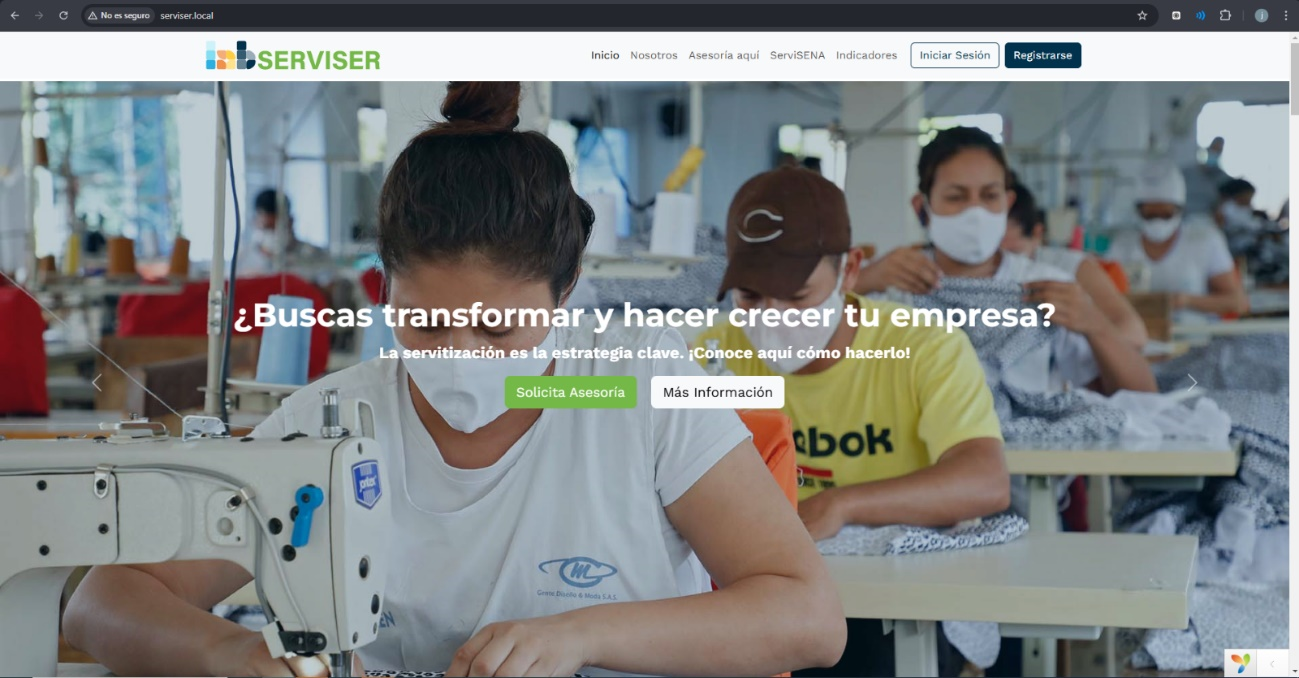 No es seguro
serviser.local
SERVISER
Inicio Nosotros Asesoría aquí ServiSENA Indicadores Iniciar Sesión Registrarse
¿Buscas transformar y hacer crecer tu empresa?
La servitización es la estrategia clave. ¡Conoce aquí cómo hacerlo!
Solicita Asesoría Más Información